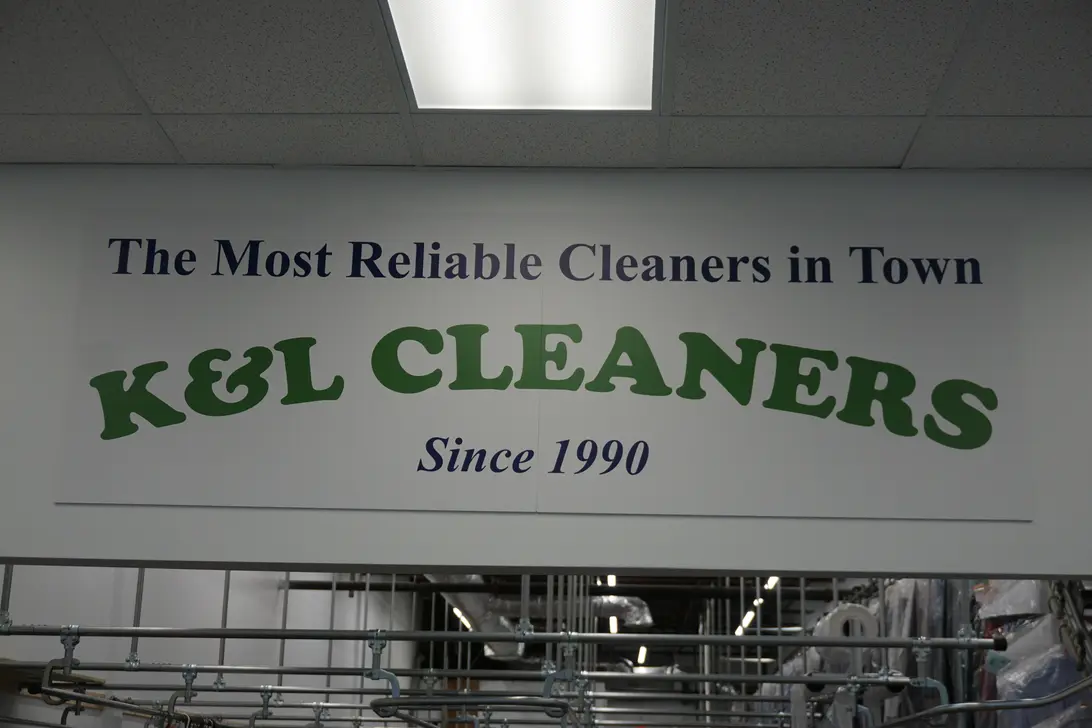 The Most Reliable Cleaners in Town
K&L CLEANERS
Since 1990